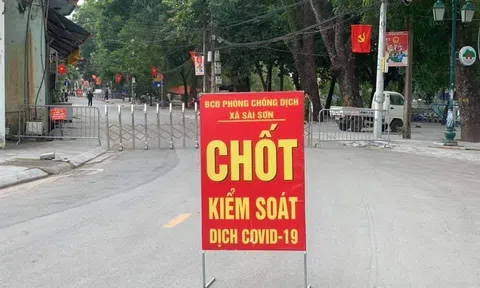 BCĐ PHÒNG CHỐNG DỊCH
XÃ SÀI SƠN
CHỐT
KIỂM SOÁT
DỊCH COVID-19